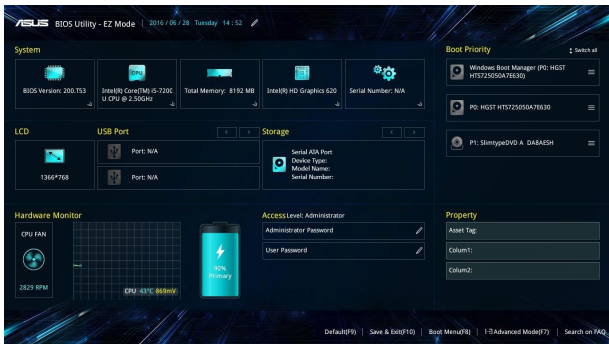 ASUS BIOS Utility - EZ Mode 2016/06/28 Tuesday 14:52
System
BIOS Version: 200.T53
CPU
Intel(R) Core(TM) i5-720C
U CPU @ 2.50GHz
Total Memory: 8192 MB
Intel(R) HD Graphics 620
Serial Number: N/A
Boot Priority
Switch all
Windows Boot Manager (P0: HGST
HTS725050A7E630)
P0: HGST HTS725050A7E630
P1: SlimtypeDVD A DA8AESH
LCD
1366*768
USB Port
Port: N/A
Port: N/A
Storage
Serial ATA Port
Device Type:
Model Name:
Serial Number:
Hardware Monitor
CPU FAN
2829 RPM
CPU 43°C 869mV
90%
Primary
Access Level: Administrator
Administrator Password
User Password
Property
Asset Tag:
Colum1:
Colum2:
Default(F9) Save & Exit(F10) Boot Menu(F8) Advanced Mode(F7) Search on FAQ